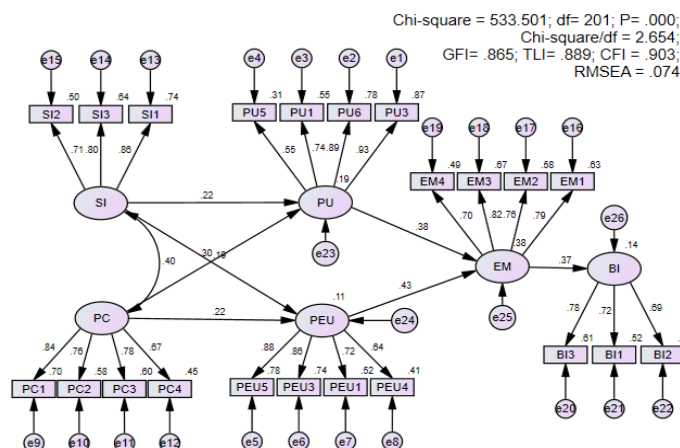 Chi-square = 533.501; df= 201; P= .000;
Chi-square/df = 2.654;
GFI= .865; TLI= .889; CFI = .903;
RMSEA = .074
e15 e14 e13
.50 .64 .74
SI2 SI3 SI1
.71 .80 .86
SI
e4 e3 e2 e1
.31 .55 .78 .87
PU5 PU1 PU6 PU3
.55 .74 .89 .93
.19
PU
e23
.22
e19 e18 e17 e16
.49 .67 .58 .63
EM4 EM3 EM2 EM1
.70 .82 .76 .79
.38
EM
e25
.38
.43
.37
e26
.14
BI
.78 .72 .69
.61 .52
BI3 BI1 BI2
e20 e21 e22
.40
.30
.22
PC
.84 .76 .78 .67
.70 .58 .60 .45
PC1 PC2 PC3 PC4
e9 e10 e11 e12
.11
PEU
e24
.88 .86 .72 .64
.78 .74 .52 .41
PEU5 PEU3 PEU1 PEU4
e5 e6 e7 e8